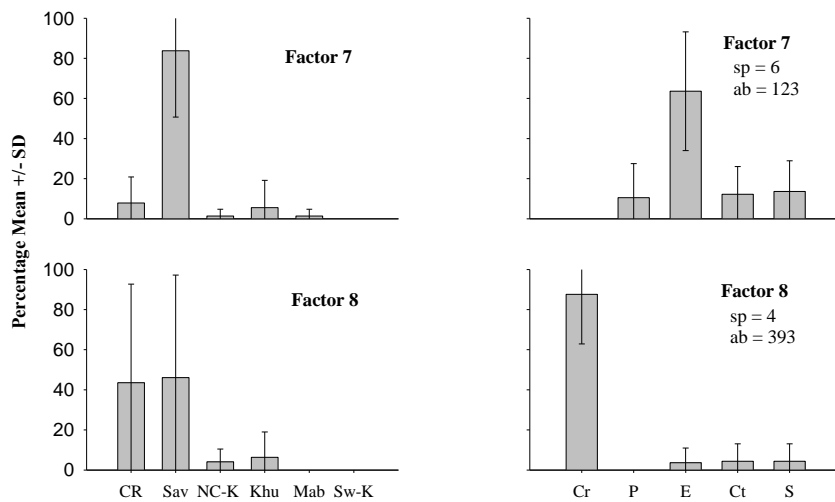 Percentage Mean +/- SD
100
80
60
40
20
0
Factor 7
Factor 7
sp = 6
ab = 123
100
80
60
40
20
0
Factor 8
CR Sav NC-K Khu Mab Sw-K
Factor 8
sp = 4
ab = 393
Cr P E Ct S